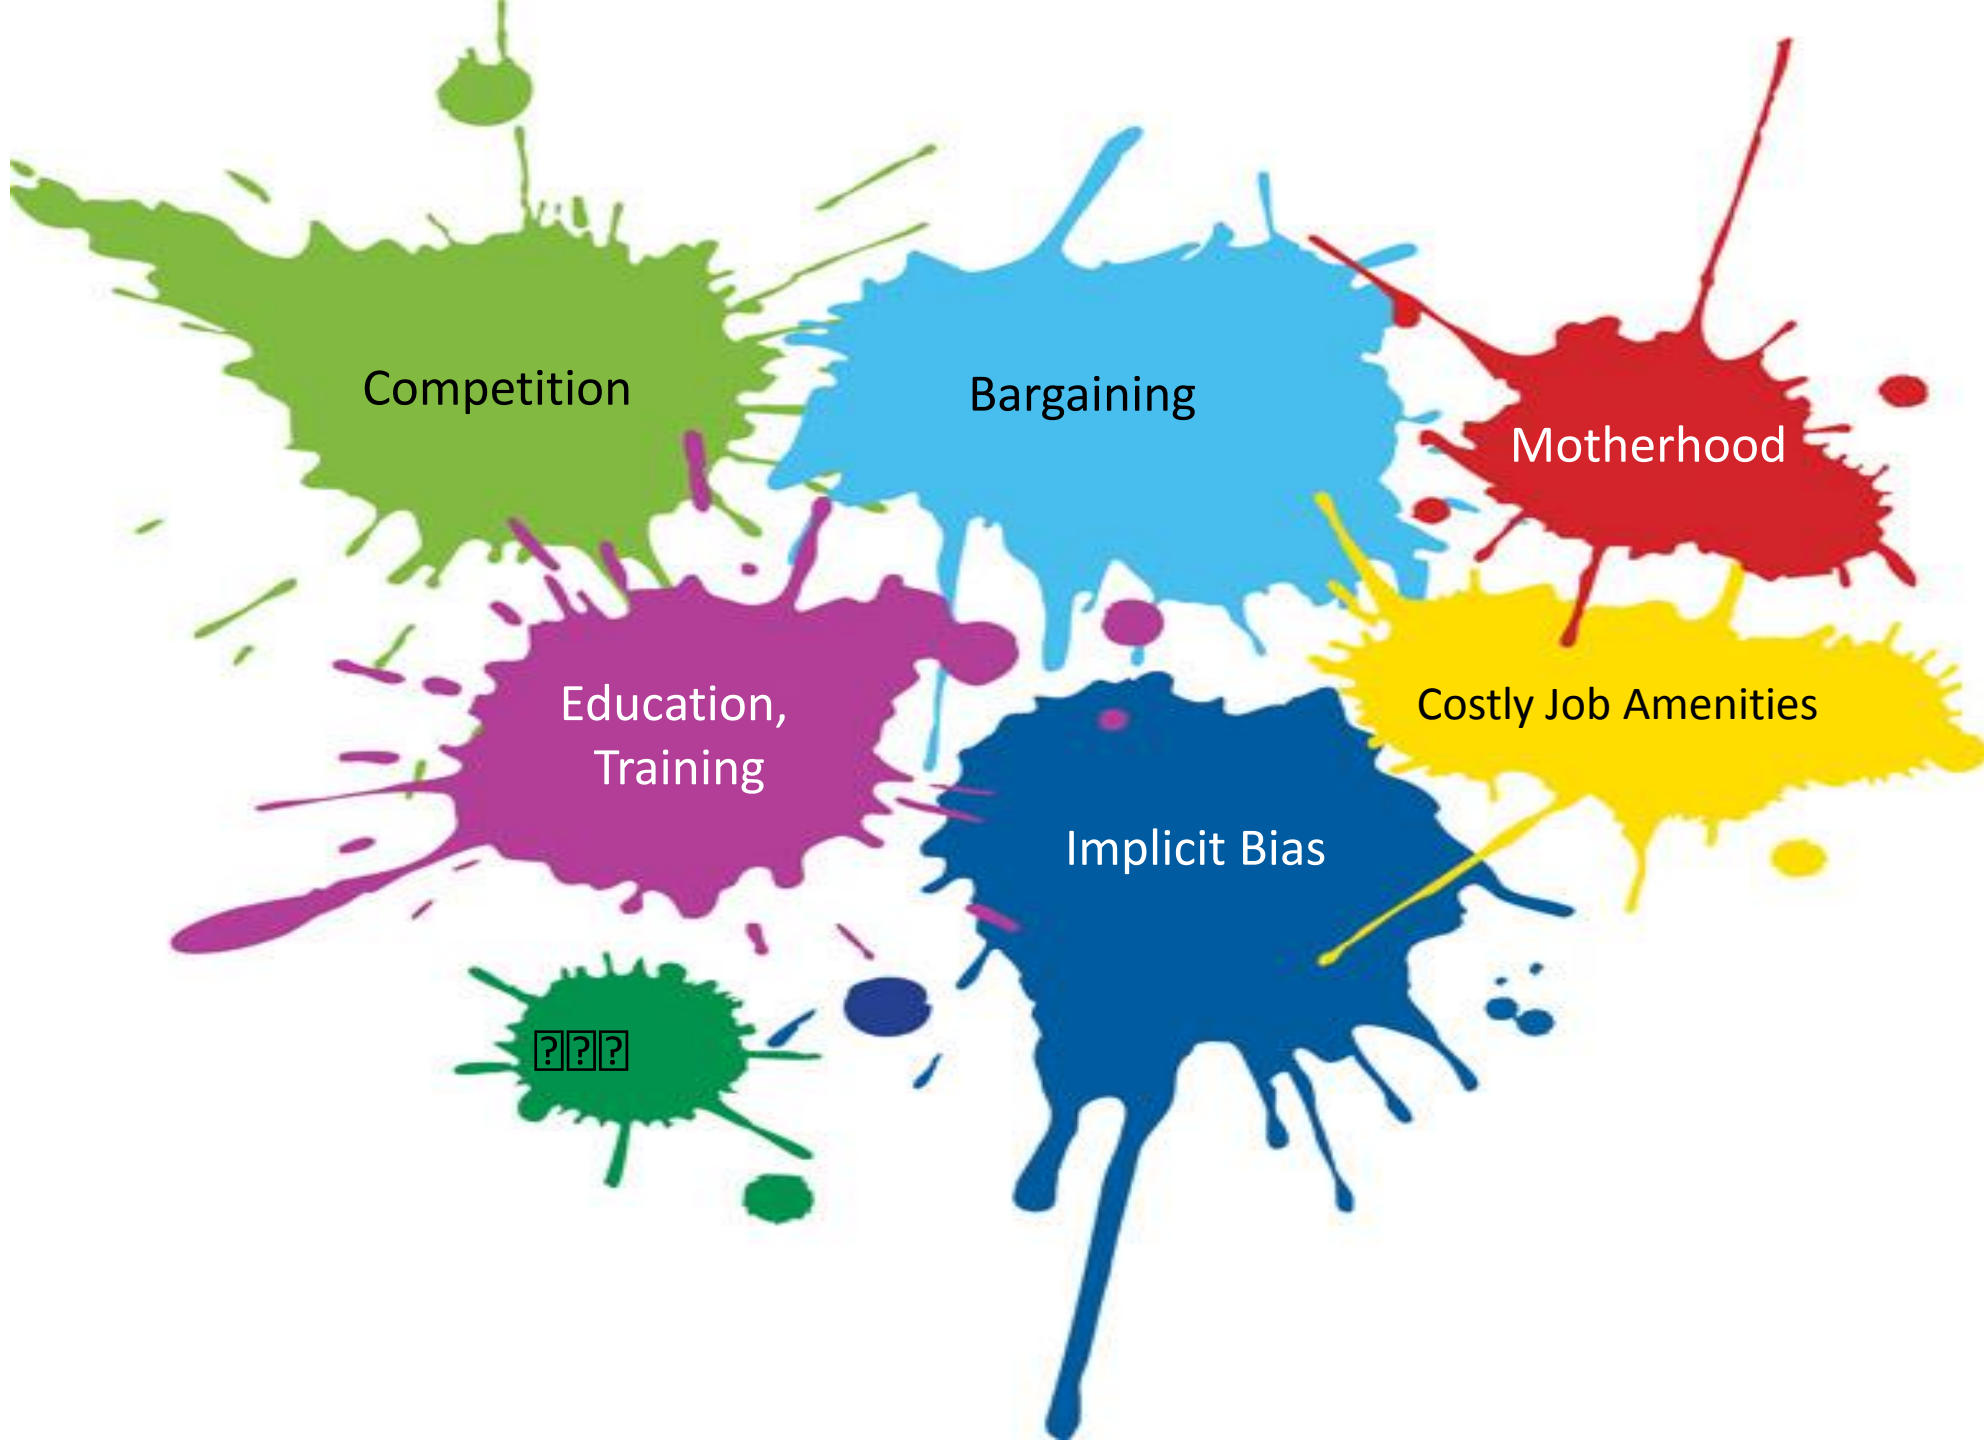 Competition
Bargaining
Motherhood
Education,
Training
Costly Job Amenities
Implicit Bias